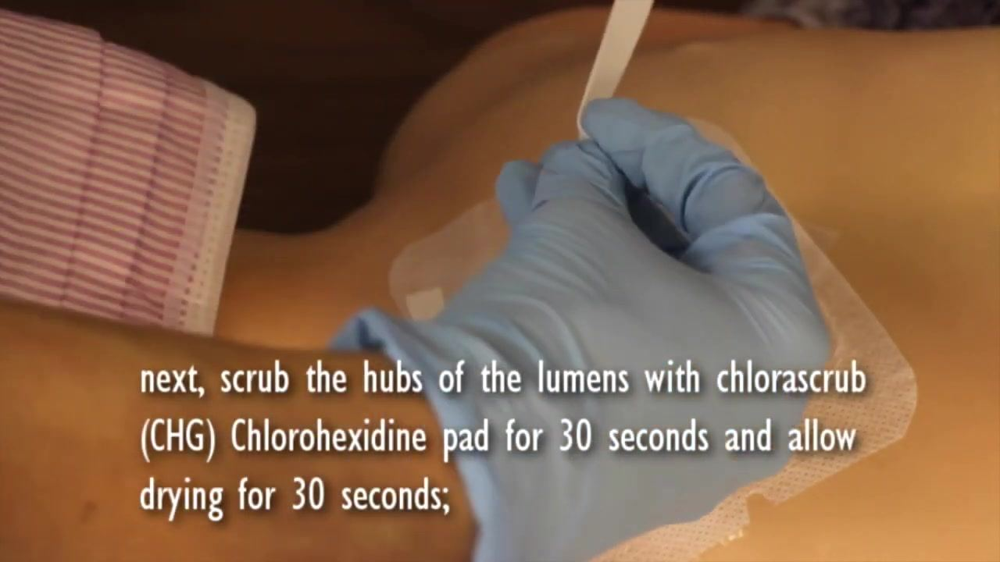 next, scrub the hubs of the lumens with chlorascrub
(CHG) Chlorohexidine pad for 30 seconds and allow
drying for 30 seconds;